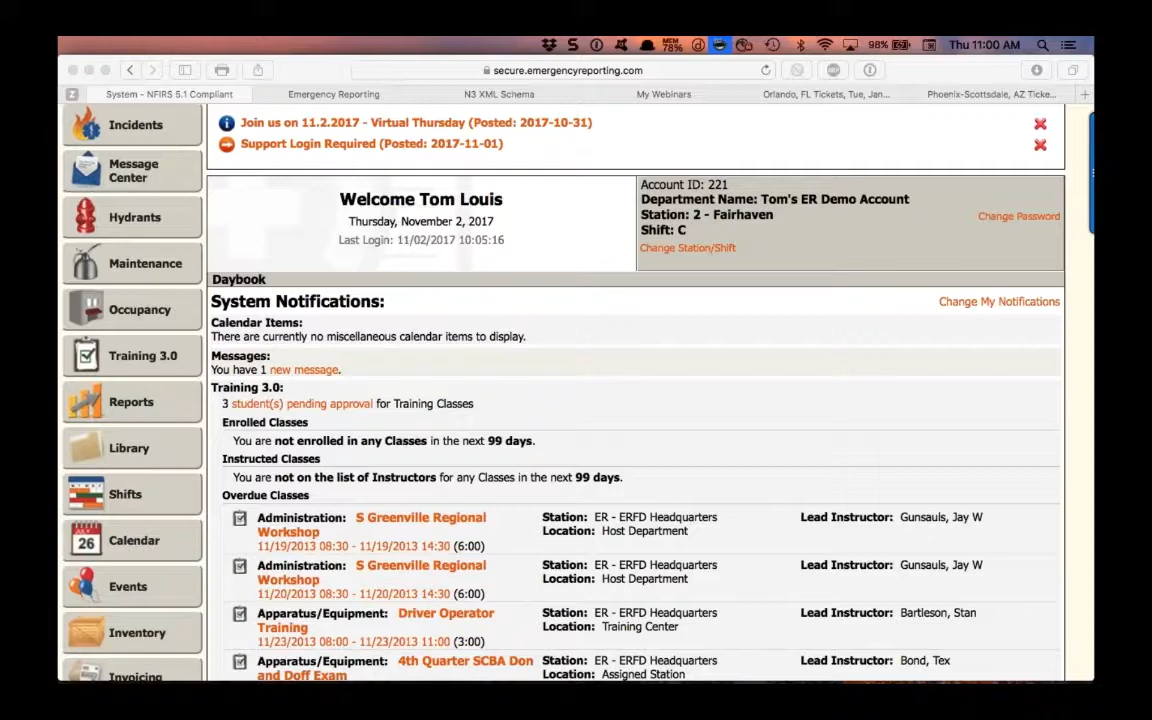 MEM
78%
98%
Thu 11:00 AM
secure.emergencyreporting.com
Z
System - NFIRS 5.1 Compliant
Emergency Reporting
N3 XML Schema
My Webinars
Orlando, FL Tickets, Tue, Jan...
Phoenix-Scottsdale, AZ Ticke...
Incidents
Message
Center
Hydrants
Maintenance
Occupancy
Training 3.0
Reports
Library
Shifts
JULY
26
Calendar
Events
Inventory
Invoicing
Join us on 11.2.2017 - Virtual Thursday (Posted: 2017-10-31)
Support Login Required (Posted: 2017-11-01)
Welcome Tom Louis
Thursday, November 2, 2017
Last Login: 11/02/2017 10:05:16
Account ID: 221
Department Name: Tom's ER Demo Account
Station: 2 - Fairhaven
Shift: C
Change Station/Shift
Change Password
Daybook
System Notifications:
Change My Notifications
Calendar Items:
There are currently no miscellaneous calendar items to display.
Messages:
You have 1 new message.
Training 3.0:
3 student(s) pending approval for Training Classes
Enrolled Classes
You are not enrolled in any Classes in the next 99 days.
Instructed Classes
You are not on the list of Instructors for any Classes in the next 99 days.
Overdue Classes
Administration: S Greenville Regional
Workshop
11/19/2013 08:30 - 11/19/2013 14:30 (6:00)
Station: ER - ERFD Headquarters
Location: Host Department
Lead Instructor: Gunsauls, Jay W
Administration: S Greenville Regional
Workshop
11/20/2013 08:30 - 11/20/2013 14:30 (6:00)
Station: ER - ERFD Headquarters
Location: Host Department
Lead Instructor: Gunsauls, Jay W
Apparatus/Equipment: Driver Operator
Training
11/23/2013 08:00 - 11/23/2013 11:00 (3:00)
Station: ER - ERFD Headquarters
Location: Training Center
Lead Instructor: Bartleson, Stan
Apparatus/Equipment: 4th Quarter SCBA Don
and Doff Exam
Station: ER - ERFD Headquarters
Location: Assigned Station
Lead Instructor: Bond, Tex